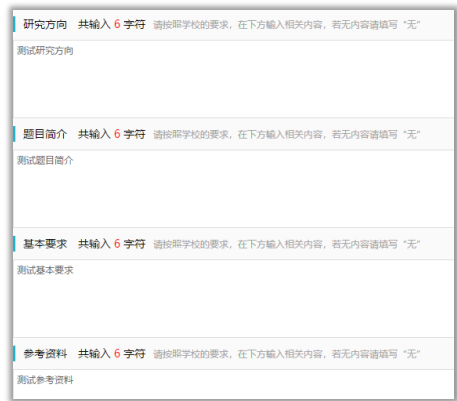 研究方向 共输入 6 字符 请按照学校的要求，在下方输入相关内容，若无内容请填写“无”
测试研究方向
题目简介 共输入 6 字符 请按照学校的要求，在下方输入相关内容，若无内容请填写“无”
测试题目简介
基本要求 共输入 6 字符 请按照学校的要求，在下方输入相关内容，若无内容请填写“无”
测试基本要求
参考资料 共输入 6 字符 请按照学校的要求，在下方输入相关内容，若无内容请填写“无”
测试参考资料